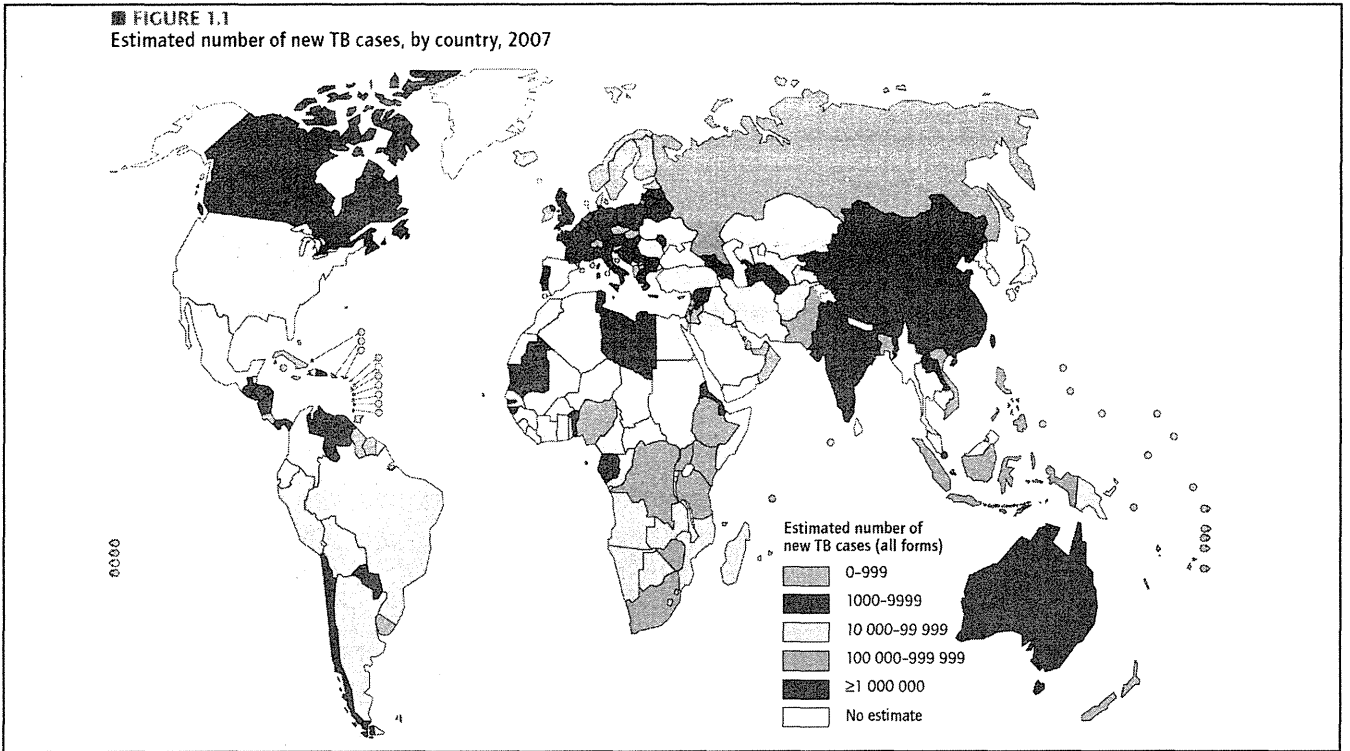 ■ FIGURE 1.1
Estimated number of new TB cases, by country, 2007
Estimated number of
new TB cases (all forms)
0–999
1000–9999
10 000–99 999
100 000–999 999
≥1 000 000
No estimate